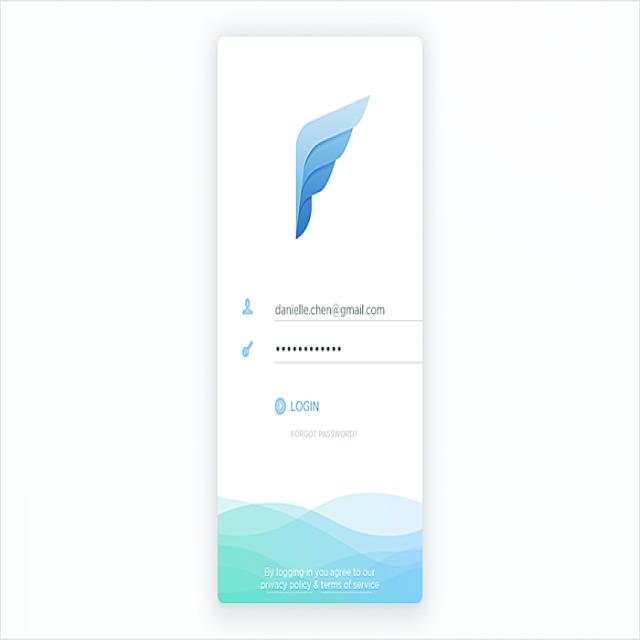 danielle.chen@gmail.com
••••••••••••
LOGIN
FORGOT PASSWORD?
By logging in you agree to our
privacy policy & terms of service